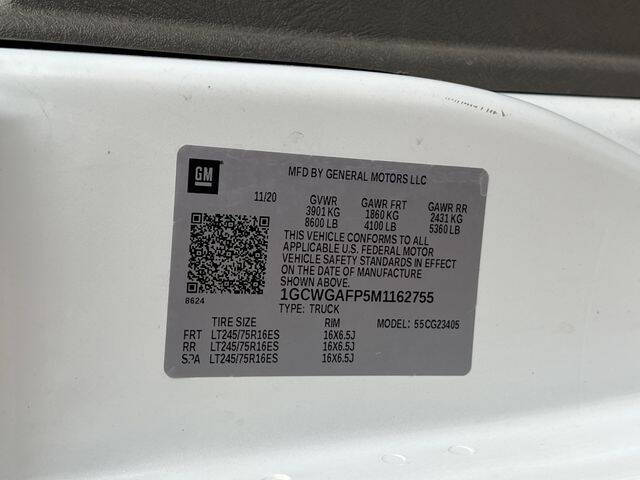 GM
MFD BY GENERAL MOTORS LLC
11/20 GVWR GAWR FRT GAWR RR
3901 KG 1860 KG 2431 KG
8600 LB 4100 LB 5360 LB
THIS VEHICLE CONFORMS TO ALL
APPLICABLE U.S. FEDERAL MOTOR
VEHICLE SAFETY STANDARDS IN EFFECT
ON THE DATE OF MANUFACTURE SHOWN ABOVE.
8624
1GCWGAFP5M1162755
TYPE: TRUCK MODEL: 55CG23405
TIRE SIZE RIM
FRT LT245/75R16ES 16X6.5J
RR LT245/75R16ES 16X6.5J
SPA LT245/75R16ES 16X6.5J